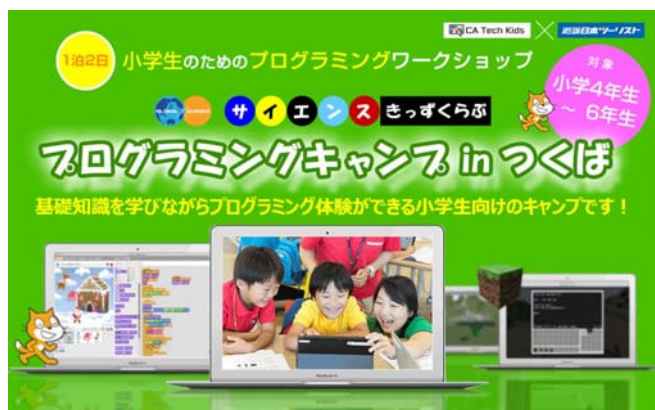 CA Tech Kids × 近畿日本ツーリスト
1泊2日 小学生のためのプログラミングワークショップ
対象
小学4年生
～ 6年生
サイエンスきっずくらぶ
プログラミングキャンプ in つくば
基礎知識を学びながらプログラミング体験ができる小学生向けのキャンプです！
MacBook Air